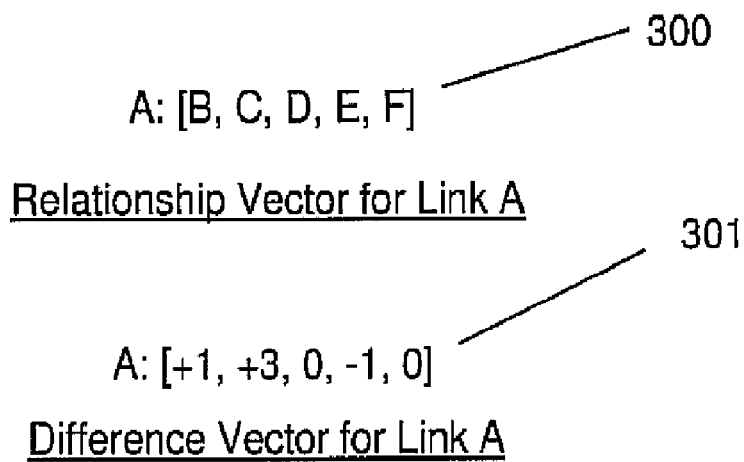 300
A: [B, C, D, E, F]
Relationship Vector for Link A
301
A: [+1, +3, 0, -1, 0]
Difference Vector for Link A